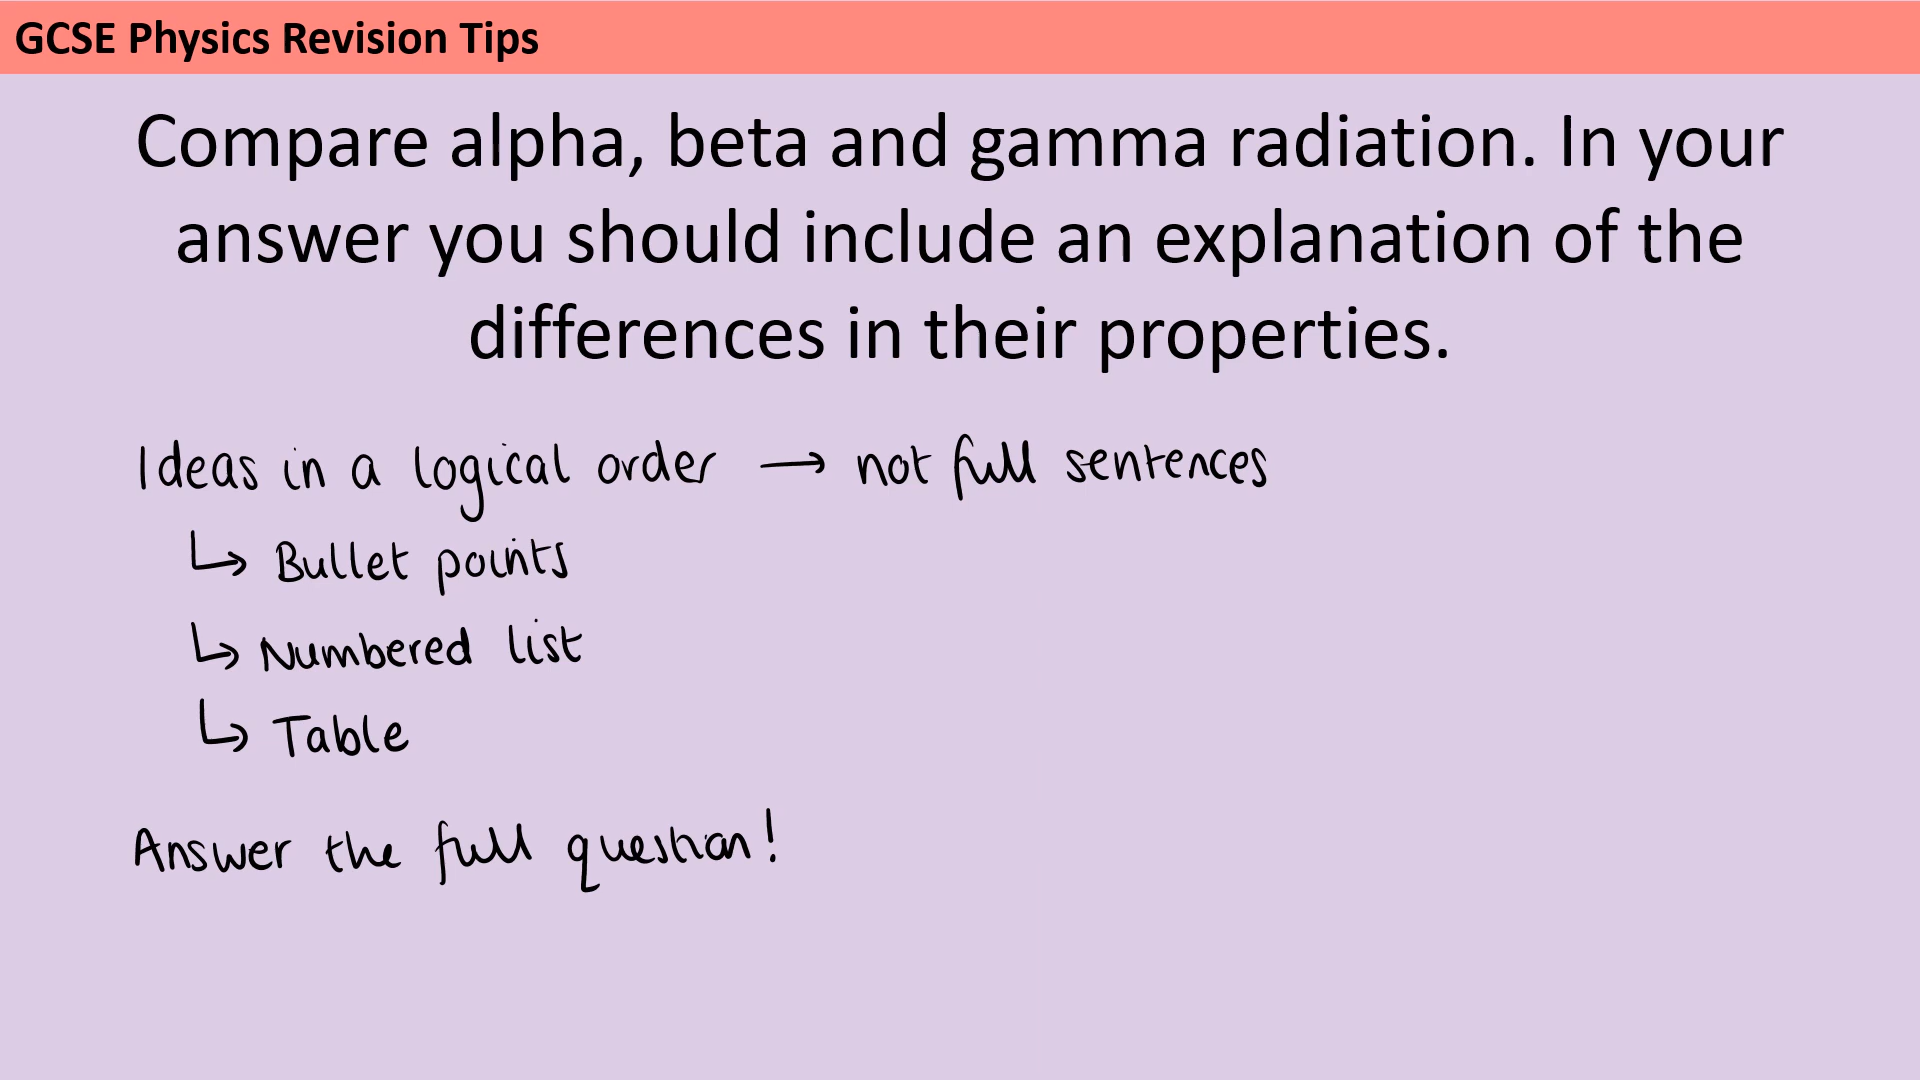 GCSE Physics Revision Tips
Compare alpha, beta and gamma radiation. In your
answer you should include an explanation of the
differences in their properties.
Ideas in a logical order → not full sentences
↳ Bullet points
↳ Numbered list
↳ Table
Answer the full question!